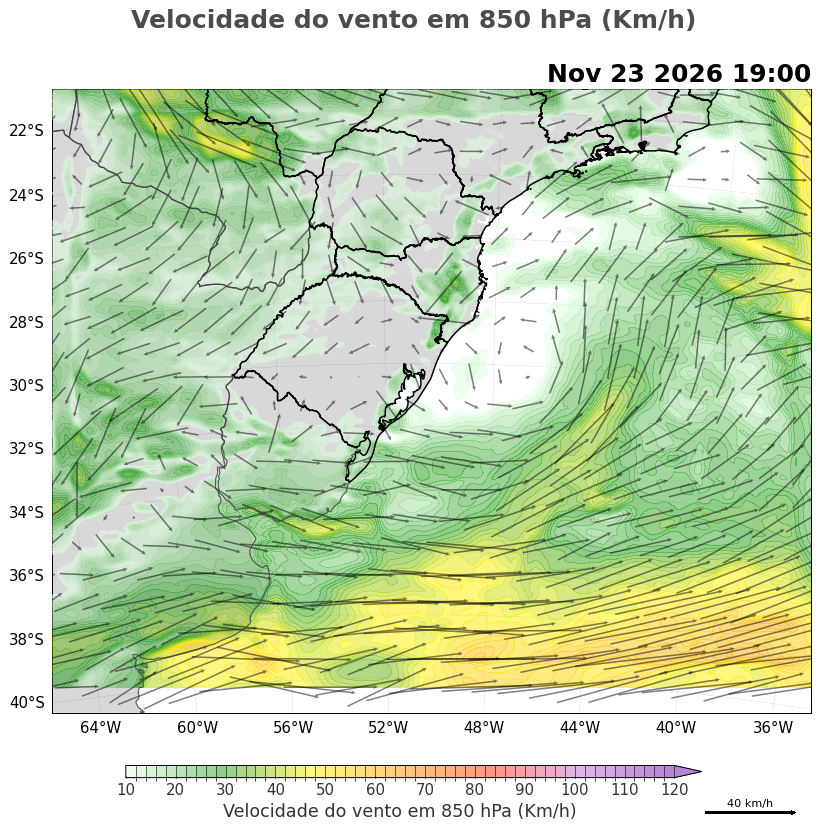 Velocidade do vento em 850 hPa (Km/h)
Nov 23 2026 19:00
22°S
24°S
26°S
28°S
30°S
32°S
34°S
36°S
38°S
40°S
64°W 60°W 56°W 52°W 48°W 44°W 40°W 36°W
10 20 30 40 50 60 70 80 90 100 110 120
Velocidade do vento em 850 hPa (Km/h)
40 km/h